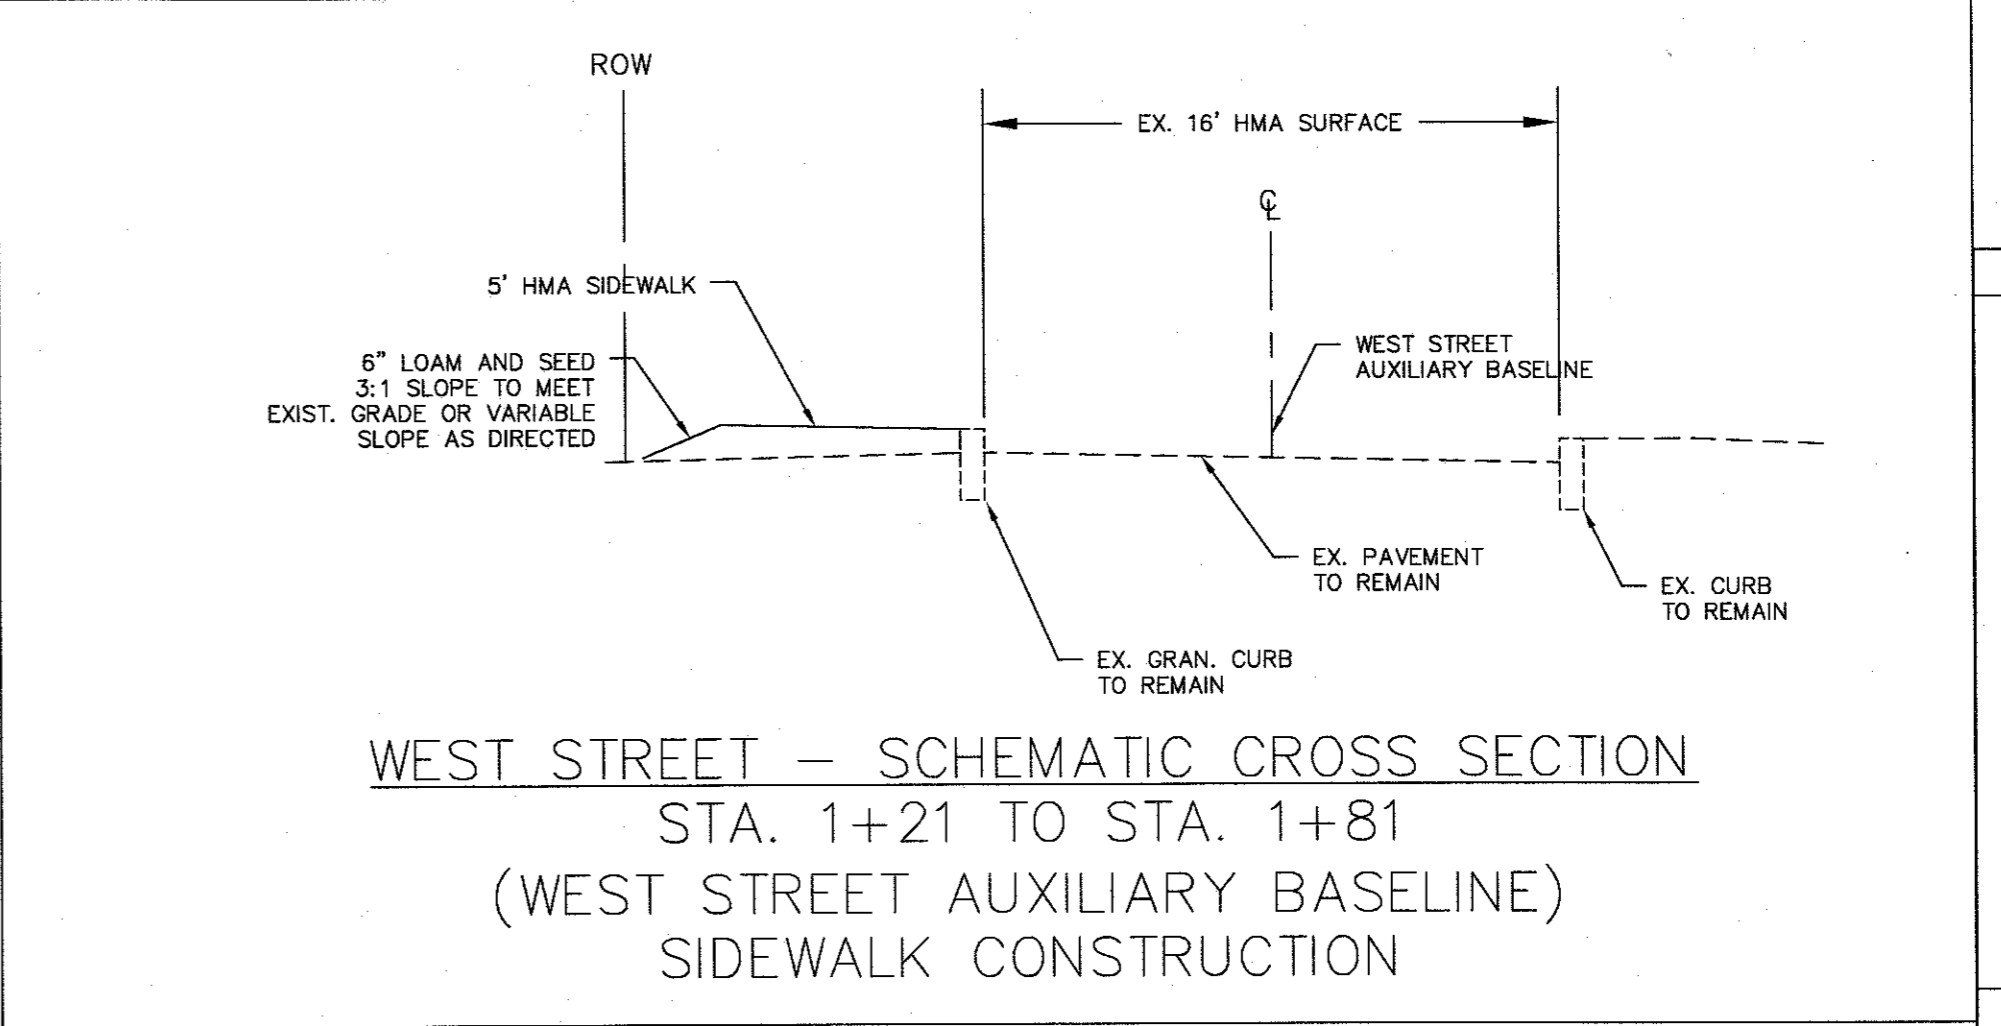 ROW
EX. 16' HMA SURFACE
℄
5' HMA SIDEWALK
6" LOAM AND SEED
3:1 SLOPE TO MEET
EXIST. GRADE OR VARIABLE
SLOPE AS DIRECTED
WEST STREET
AUXILIARY BASELINE
EX. PAVEMENT
TO REMAIN
EX. CURB
TO REMAIN
EX. GRAN. CURB
TO REMAIN
WEST STREET – SCHEMATIC CROSS SECTION
STA. 1+21 TO STA. 1+81
(WEST STREET AUXILIARY BASELINE)
SIDEWALK CONSTRUCTION